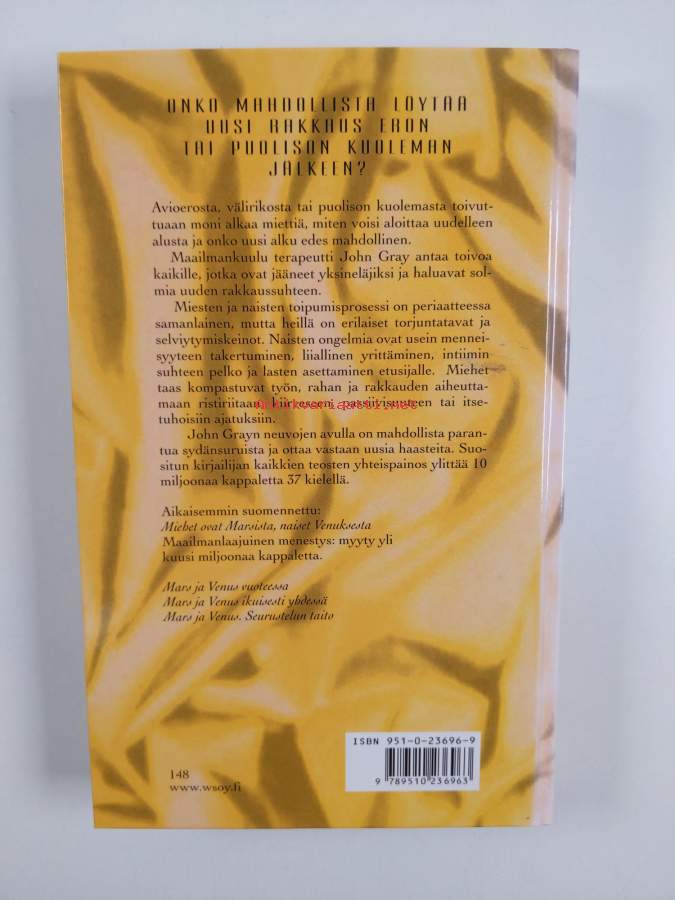 ONKO MAHDOLLISTA LÖYTÄÄ
UUSI RAKKAUS ERON
TAI PUOLISON KUOLEMAN
JÄLKEEN?
Avioerosta, välirikosta tai puolison kuolemasta toivut-
tuaan moni alkaa miettiä, miten voisi aloittaa uudelleen
alusta ja onko uusi alku edes mahdollinen.
Maailmankuulu terapeutti John Gray antaa toivoa
kaikille, jotka ovat jääneet yksineläjiksi ja haluavat sol-
mia uuden rakkaussuhteen.
Miesten ja naisten toipumisprosessi on periaatteessa
samanlainen, mutta heillä on erilaiset torjuntatavat ja
selviytymiskeinot. Naisten ongelmia ovat usein mennei-
syyteen takertuminen, liiallinen yrittäminen, intiimin
suhteen pelko ja lasten asettaminen etusijalle. Miehet
taas kompastuvat työn, rahan ja rakkauden aiheutta-
maan ristiriitaan, kiireeseen, passiivisuuteen tai itse-
tuhoisiin ajatuksiin.
antikvariaatti.net
John Grayn neuvojen avulla on mahdollista paran-
tua sydänsuruista ja ottaa vastaan uusia haasteita. Suo-
situn kirjailijan kaikkien teosten yhteispainos ylittää 10
miljoonaa kappaletta 37 kielellä.
Aikaisemmin suomennettu:
Miehet ovat Marsista, naiset Venuksesta
Maailmanlaajuinen menestys: myyty yli
kuusi miljoonaa kappaletta.
Mars ja Venus vuoteessa
Mars ja Venus ikuisesti yhdessä
Mars ja Venus. Seurustelun taito
ISBN 951-0-23696-9
9 789510 236963
148
www.wsoy.fi